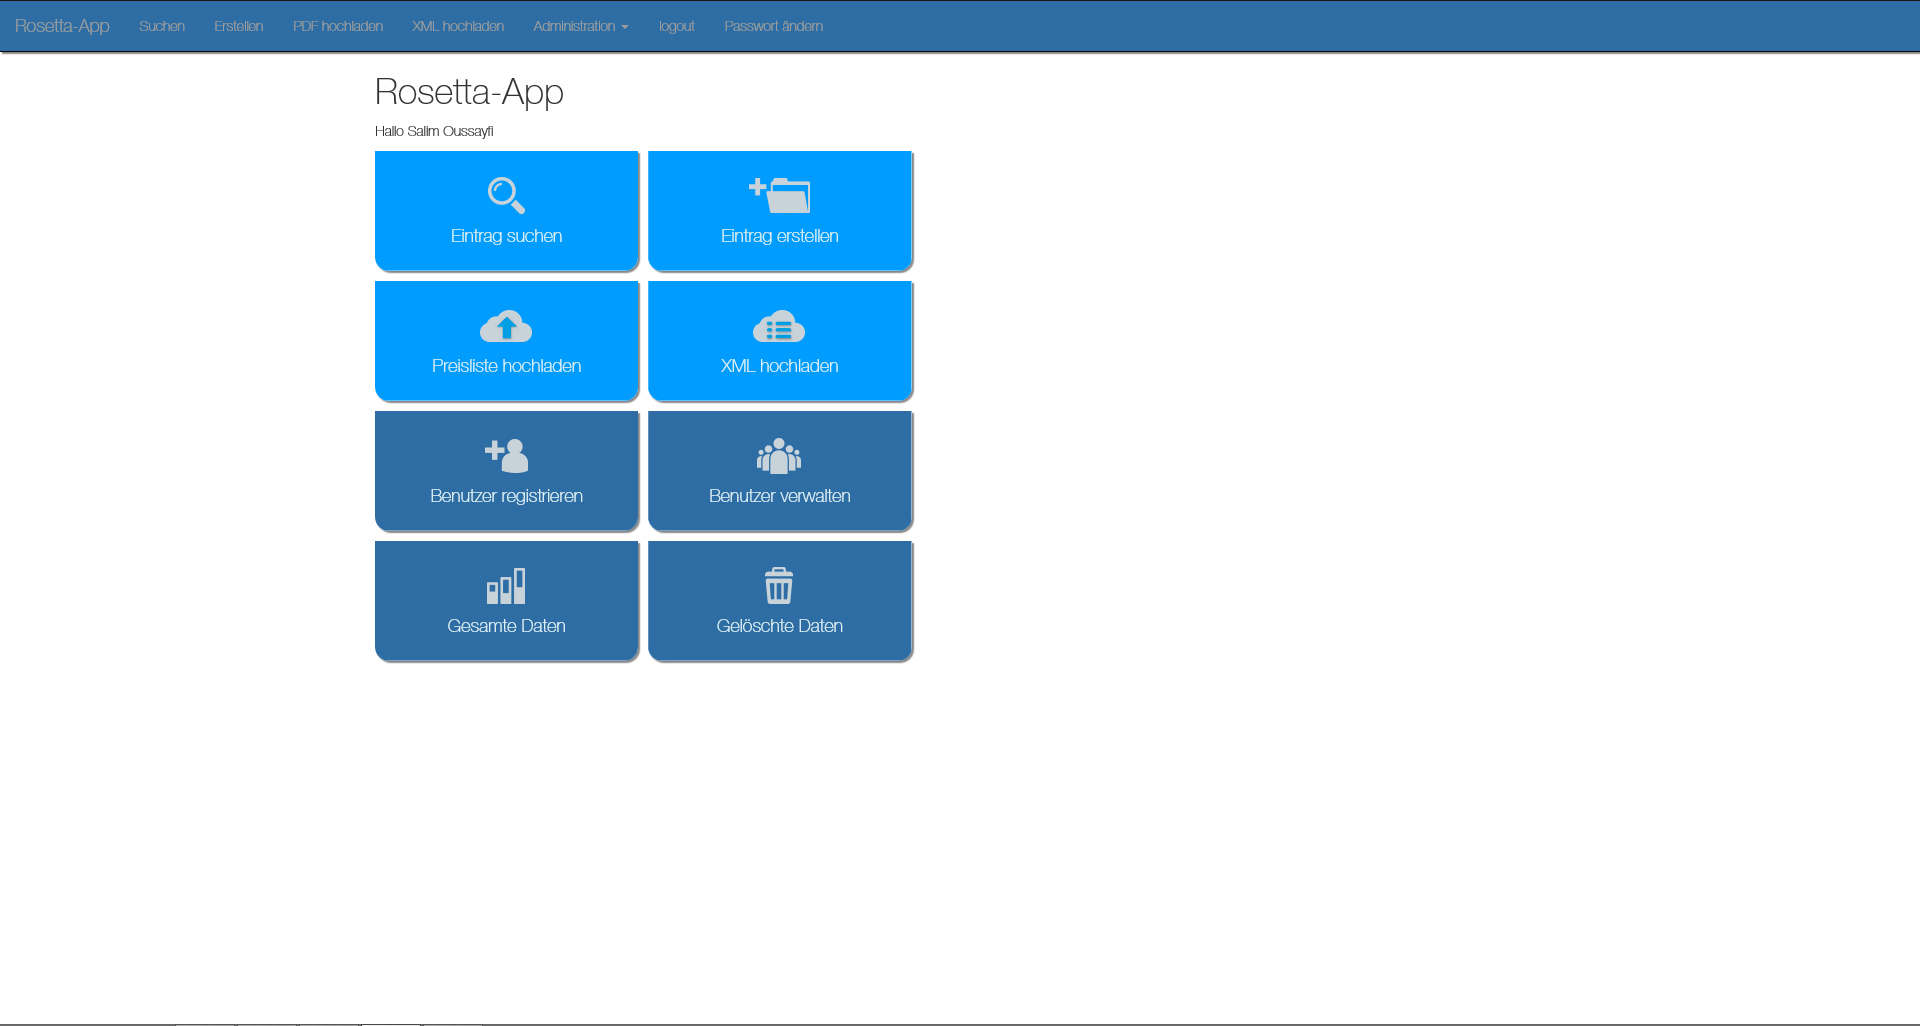 Rosetta-App Suchen Erstellen PDF hochladen XML hochladen Administration logout Passwort ändern
Rosetta-App
Hallo Salim Oussayfi
Eintrag suchen Eintrag erstellen
Preisliste hochladen XML hochladen
Benutzer registrieren Benutzer verwalten
Gesamte Daten Gelöschte Daten